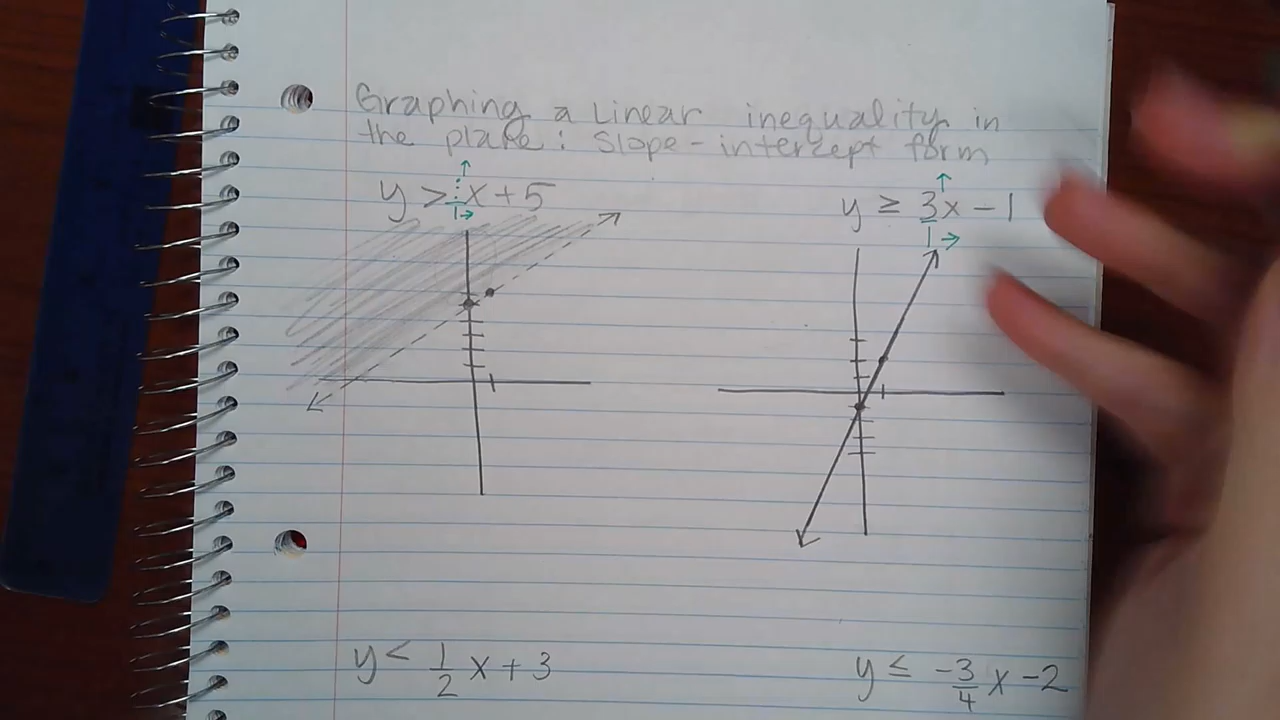 Graphing a Linear inequality in
the plane: Slope-intercept form
y > x + 5
1
y ≥ 3x - 1
1
y < 1/2 x + 3
y ≤ -3/4 x - 2